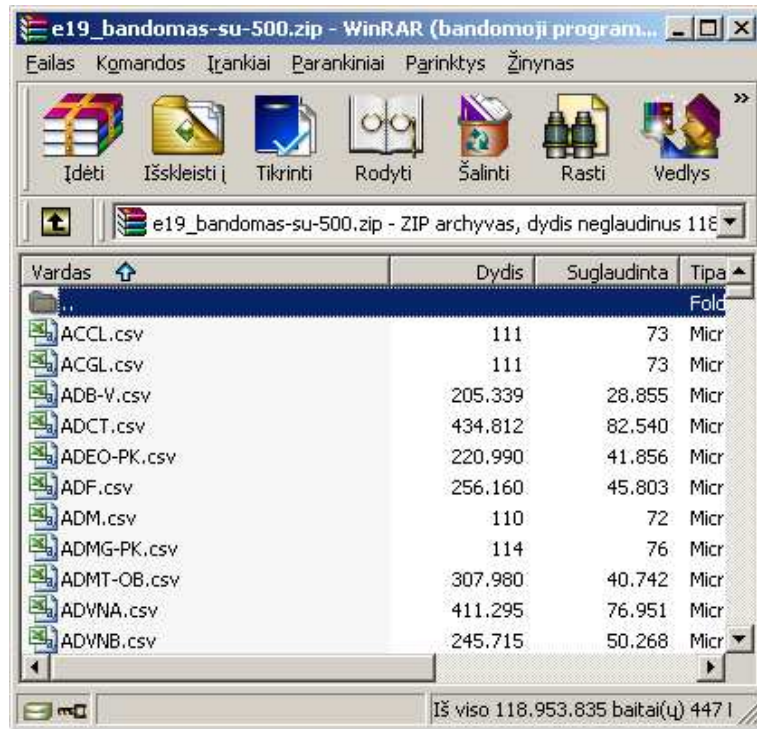 e19_bandomas-su-500.zip - WinRAR (bandomoji program...
Failas Komandos Įrankiai Parankiniai Parinktys Žinynas
»
Įdėti Išskleisti į Tikrinti Rodyti Šalinti Rasti Vedlys
e19_bandomas-su-500.zip - ZIP archyvas, dydis neglaudinus 118
Vardas Dydis Suglaudinta Tipa
.. Fold
ACCL.csv 111 73 Micr
ACGL.csv 111 73 Micr
ADB-V.csv 205.339 28.855 Micr
ADCT.csv 434.812 82.540 Micr
ADEO-PK.csv 220.990 41.856 Micr
ADF.csv 256.160 45.803 Micr
ADM.csv 110 72 Micr
ADMG-PK.csv 114 76 Micr
ADMT-OB.csv 307.980 40.742 Micr
ADVNA.csv 411.295 76.951 Micr
ADVNB.csv 245.715 50.268 Micr
Iš viso 118.953.835 baitai(ų) 447